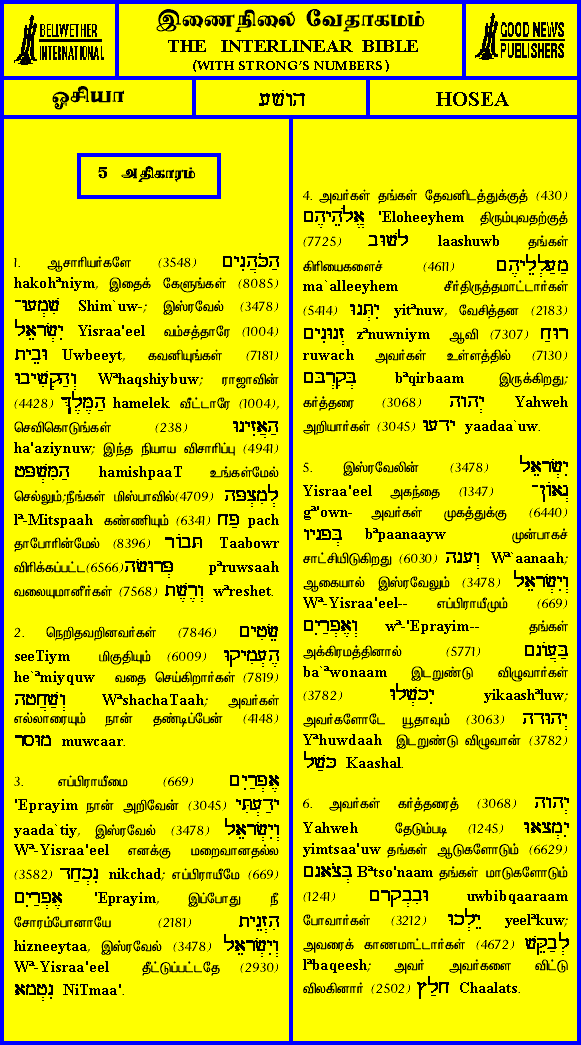 BELLWETHER
INTERNATIONAL
இணைநிலை வேதாகமம்
THE INTERLINEAR BIBLE
(WITH STRONG'S NUMBERS)
GOOD NEWS
PUBLISHERS
ஓசியா
הושע
HOSEA
5 அதிகாரம்
1. ஆசாரியர்களே (3548) הַכֹּהֲנִים
hakohªniym, இதைக் கேளுங்கள் (8085)
שִׁמְעוּ־ Shim`uw-; இஸ்ரவேல் (3478)
יִשְׂרָאֵל Yisraa'eel வம்சத்தாரே (1004)
וּבֵית Uwbeeyt, கவனியுங்கள் (7181)
וְהַקְשִׁיבוּ Wªhaqshiybuw; ராஜாவின்
(4428) הַמֶּלֶךְ hamelek வீட்டாரே (1004),
செவிகொடுங்கள் (238) הַאֲזִינוּ
ha'aziynuw; இந்த நியாய விசாரிப்பு (4941)
הַמִּשְׁפָּט hamishpaaT உங்கள்மேல்
செல்லும்;நீங்கள் மிஸ்பாவில்(4709) לְמִצְפָּה
lª-Mitspaah கண்ணியும் (6341) פַּח pach
தாபோரின்மேல் (8396) תָּבוֹר Taabowr
விரிக்கப்பட்ட(6566)פְּרוּשָׂה pªruwsaah
வலையுமானீர்கள் (7568) וְרֶשֶׁת wªreshet.
2. நெறிதவறினவர்கள் (7846) שֵׂטִים
seeTiym மிகுதியும் (6009) הֶעְמִיקוּ
he`ªmiyquw வதை செய்கிறார்கள் (7819)
וְשַׁחֲטָה WªshachaTaah; அவர்கள்
எல்லாரையும் நான் தண்டிப்பேன் (4148)
מוּסָר muwcaar.
3. எப்பிராயீமை (669) אֶפְרַיִם
'Eprayim நான் அறிவேன் (3045) יָדַעְתִּי
yaada`tiy, இஸ்ரவேல் (3478) וְיִשְׂרָאֵל
Wª-Yisraa'eel எனக்கு மறைவானதல்ல
(3582) נִכְחַד nikchad; எப்பிராயீமே (669)
אֶפְרַיִם 'Eprayim, இப்போது நீ
சோரம்போனாயே (2181) הִזְנֵיתָ
hizneeytaa, இஸ்ரவேல் (3478) וְיִשְׂרָאֵל
Wª-Yisraa'eel தீட்டுப்பட்டதே (2930)
נִטְמָא NiTmaa'.
4. அவர்கள் தங்கள் தேவனிடத்துக்குத் (430)
אֱלֹהֵיהֶם 'Eloheeyhem திரும்புவதற்குத்
(7725) לָשׁוּב laashuwb தங்கள்
கிரியைகளைச் (4611) מַעַלְלֵיהֶם
ma`alleeyhem சீர்திருத்தமாட்டார்கள்
(5414) יִתְּנוּ yitªnuw, வேசித்தன (2183)
זְנוּנִים zªnuwniym ஆவி (7307) רוּחַ
ruwach அவர்கள் உள்ளத்தில் (7130)
בְּקִרְבָּם bªqirbaam இருக்கிறது;
கர்த்தரை (3068) יְהוָה Yahweh
அறியார்கள் (3045) יָדָעוּ yaadaa`uw.
5. இஸ்ரவேலின் (3478) יִשְׂרָאֵל
Yisraa'eel அகந்தை (1347) גְאוֹן־
gª'own- அவர்கள் முகத்துக்கு (6440)
בְּפָנָיו bªpaanaayw முன்பாகச்
சாட்சியிடுகிறது (6030) וְעָנָה Wª`aanaah;
ஆகையால் இஸ்ரவேலும் (3478) וְיִשְׂרָאֵל
Wª-Yisraa'eel-- எப்பிராயீமும் (669)
וְאֶפְרַיִם wª-'Eprayim-- தங்கள்
அக்கிரமத்தினால் (5771) בַּעֲוֺנָם
ba`ªwonaam இடறுண்டு விழுவார்கள்
(3782) יִכָּשְׁלוּ yikaashªluw;
அவர்களோடே யூதாவும் (3063) יְהוּדָה
Yªhuwdaah இடறுண்டு விழுவான் (3782)
כָּשַׁל Kaashal.
6. அவர்கள் கர்த்தரைத் (3068) יְהוָה
Yahweh தேடும்படி (1245) יִמְצָאוּ
yimtsaa'uw தங்கள் ஆடுகளோடும் (6629)
בְּצֹאנָם Bªtso'naam தங்கள் மாடுகளோடும்
(1241) וּבִבְקָרָם uwbibqaaraam
போவார்கள் (3212) יֵלְכוּ yeelªkuw;
அவரைக் காணமாட்டார்கள் (4672) לְבַקֵּשׁ
lªbaqeesh; அவர் அவர்களை விட்டு
விலகினார் (2502) חָלַץ Chaalats.